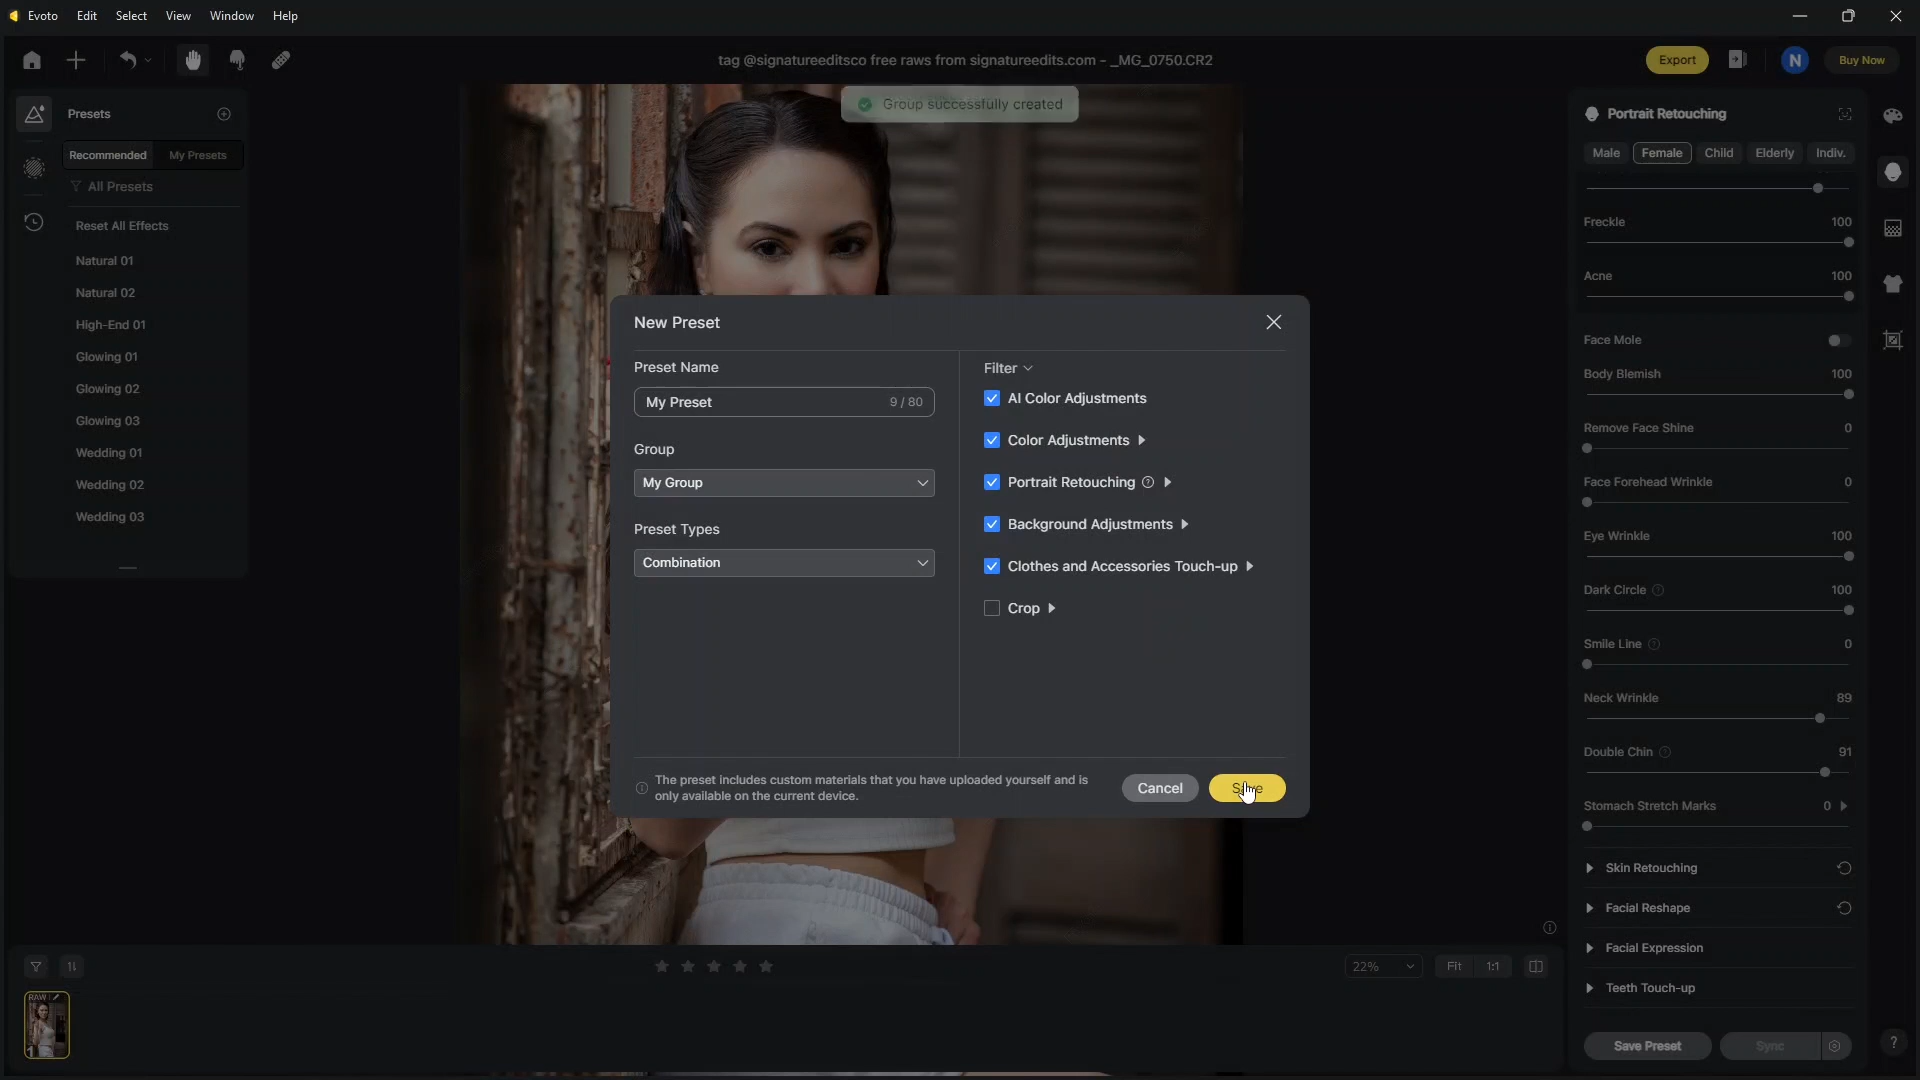 Evoto Edit Select View Window Help
tag @signatureeditsco free raws from signatureedits.com - _MG_0750.CR2
Export
N
Buy Now
Group successfully created
Presets
Recommended My Presets
All Presets
Reset All Effects
Natural 01
Natural 02
High-End 01
Glowing 01
Glowing 02
Glowing 03
Wedding 01
Wedding 02
Wedding 03
New Preset
Preset Name
My Preset 9 / 80
Group
My Group
Preset Types
Combination
Filter
AI Color Adjustments
Color Adjustments
Portrait Retouching
Background Adjustments
Clothes and Accessories Touch-up
Crop
The preset includes custom materials that you have uploaded yourself and is
only available on the current device.
Cancel
Save
Portrait Retouching
Male Female Child Elderly Indiv.
Freckle 100
Acne 100
Face Mole
Body Blemish 100
Remove Face Shine 0
Face Forehead Wrinkle 0
Eye Wrinkle 100
Dark Circle 100
Smile Line 0
Neck Wrinkle 89
Double Chin 91
Stomach Stretch Marks 0
Skin Retouching
Facial Reshape
Facial Expression
Teeth Touch-up
Save Preset Sync
22% Fit 1:1
RAW
1